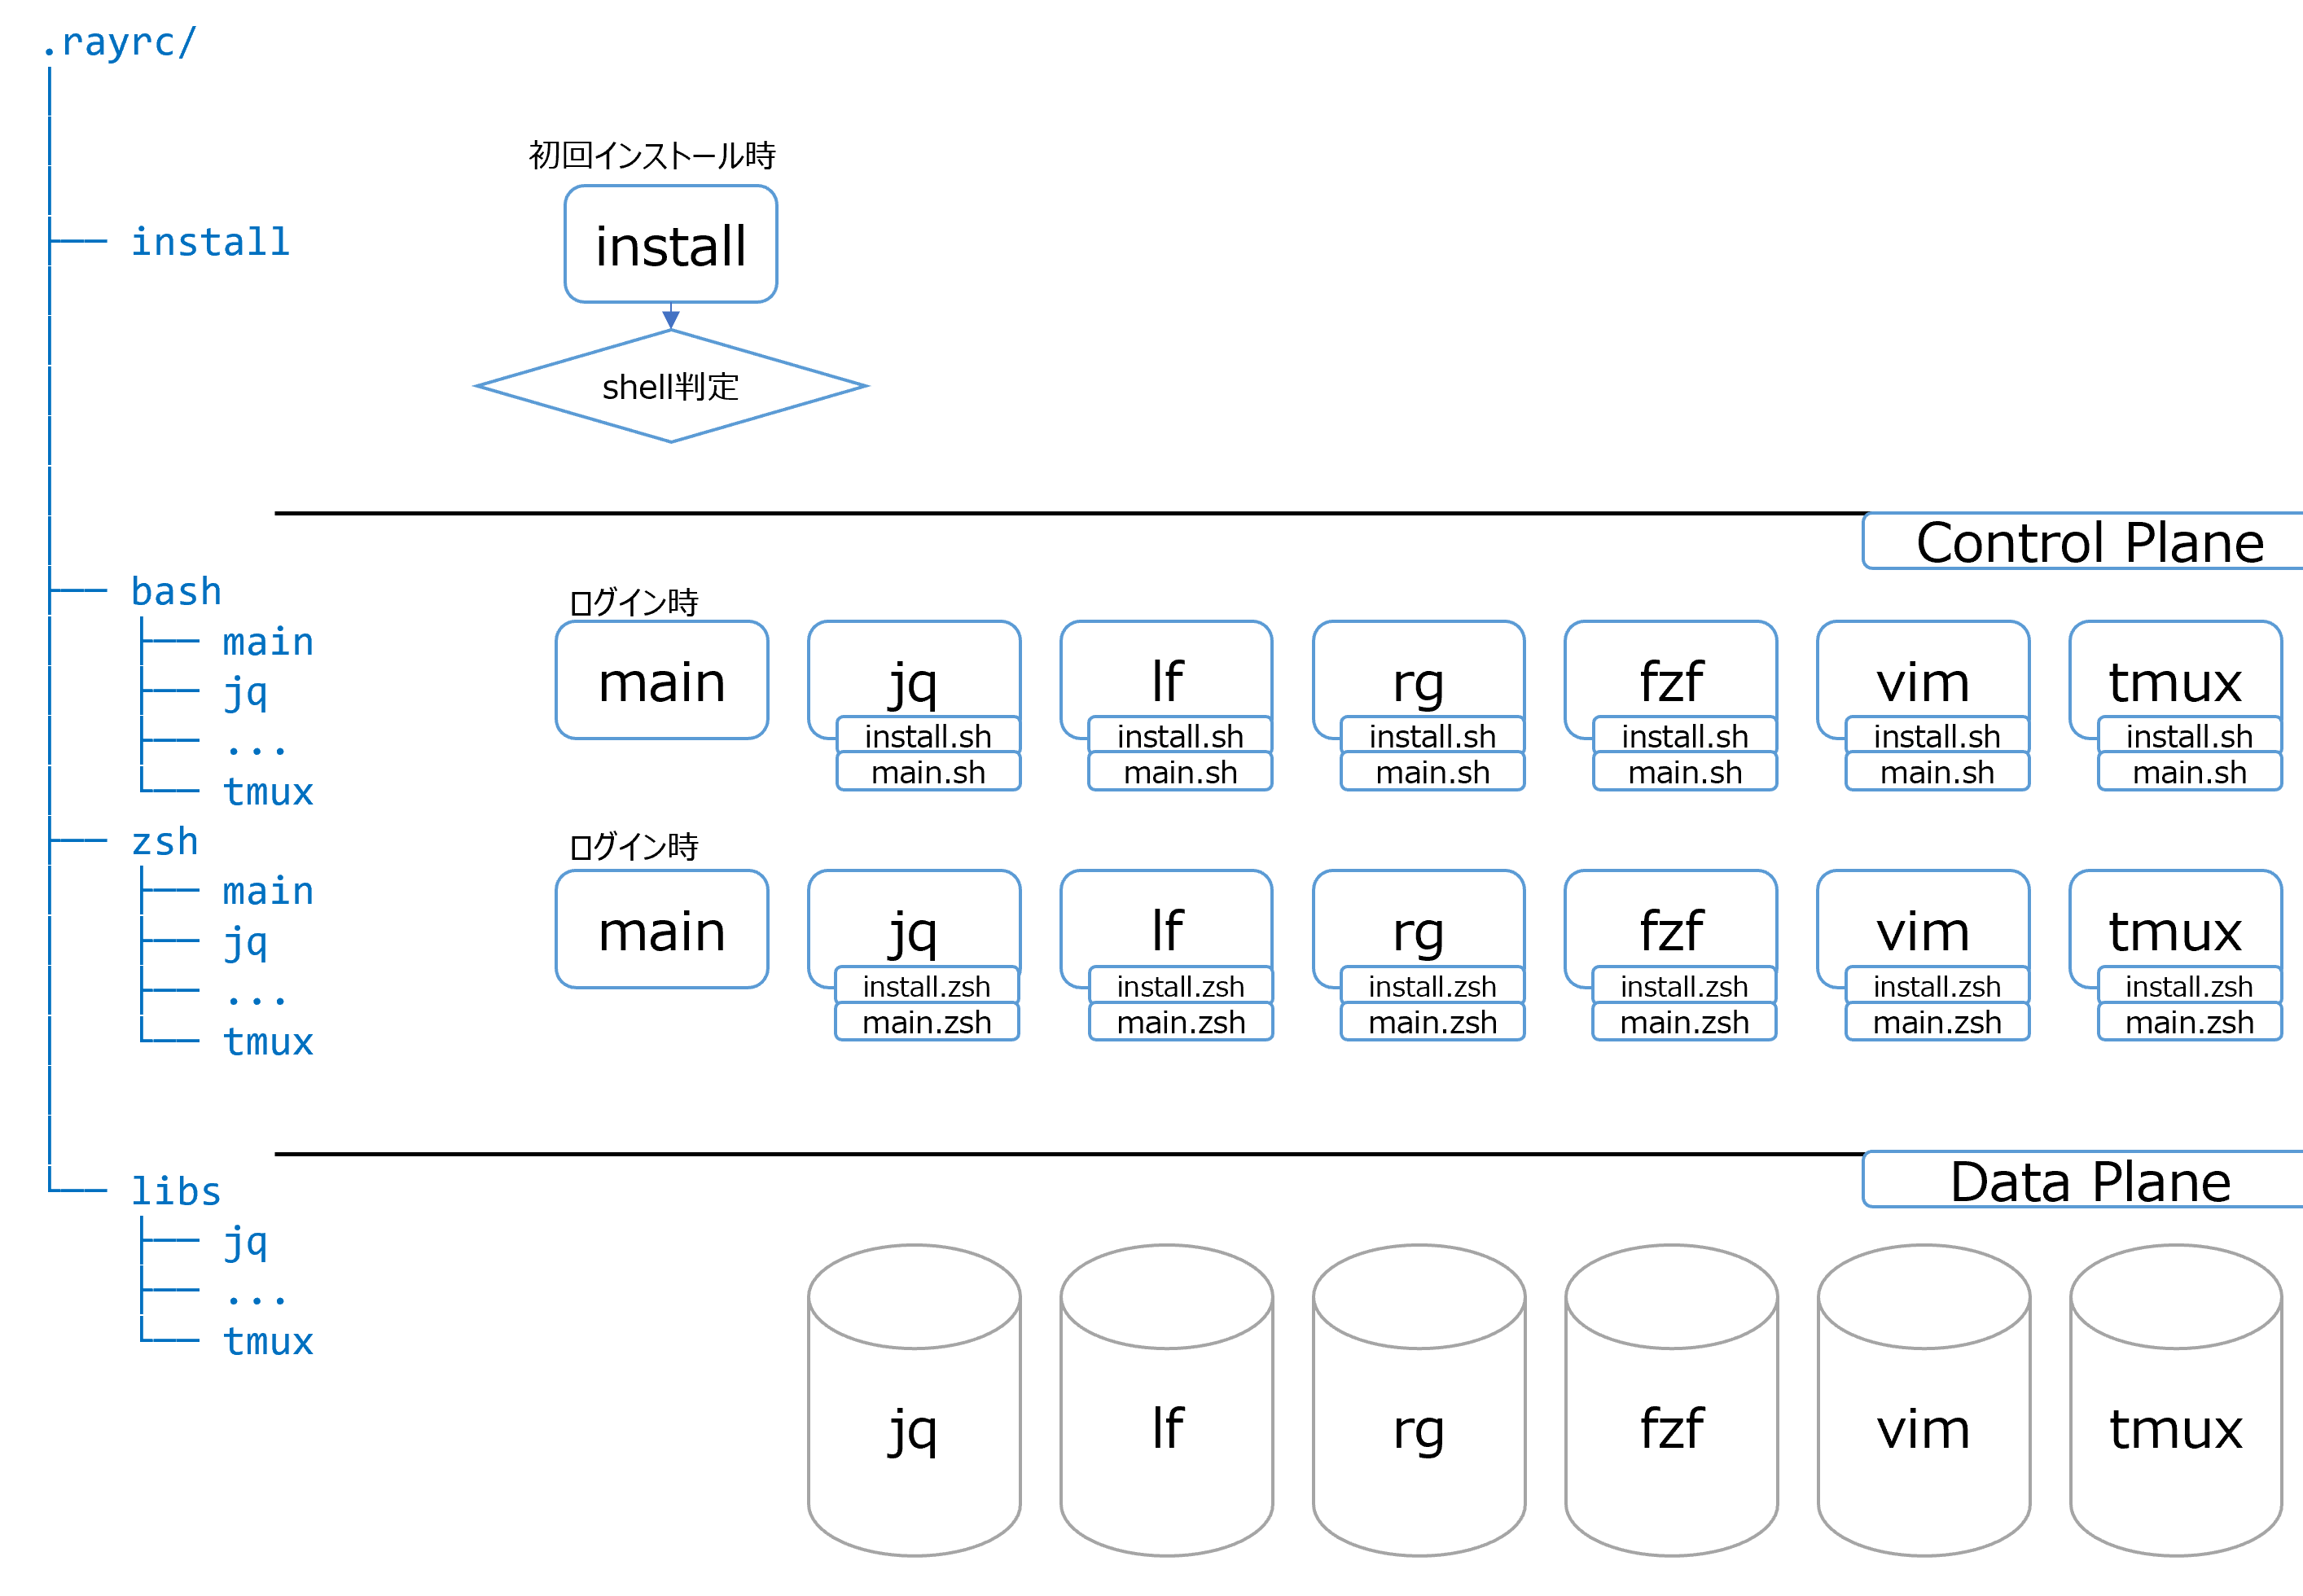 .rayrc/
初回インストール時
install
install
shell判定
Control Plane
bash
ログイン時
main
main jq lf rg fzf vim tmux
jq
install.sh install.sh install.sh install.sh install.sh install.sh
...
main.sh main.sh main.sh main.sh main.sh main.sh
tmux
zsh
ログイン時
main
main jq lf rg fzf vim tmux
jq
install.zsh install.zsh install.zsh install.zsh install.zsh install.zsh
...
main.zsh main.zsh main.zsh main.zsh main.zsh main.zsh
tmux
Data Plane
libs
jq
...
tmux
jq lf rg fzf vim tmux